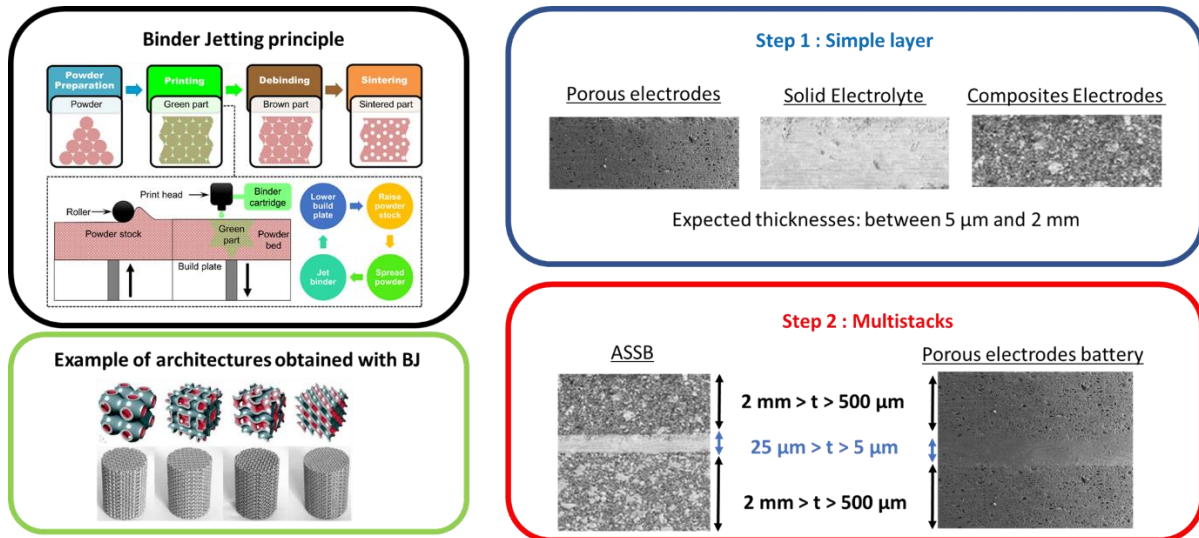 Binder Jetting principle
Powder
Preparation
Printing
Debinding
Sintering
Powder
Green part
Brown part
Sintered part
Print head
Binder
cartridge
Roller
Powder stock
Green
part
Powder
bed
Build plate
Lower
build
plate
Raise
powder
stock
Jet
binder
Spread
powder
Example of architectures obtained with BJ
Step 1 : Simple layer
Porous electrodes
Solid Electrolyte
Composites Electrodes
Expected thicknesses: between 5 µm and 2 mm
Step 2 : Multistacks
ASSB
Porous electrodes battery
2 mm > t > 500 µm
25 µm > t > 5 µm
2 mm > t > 500 µm